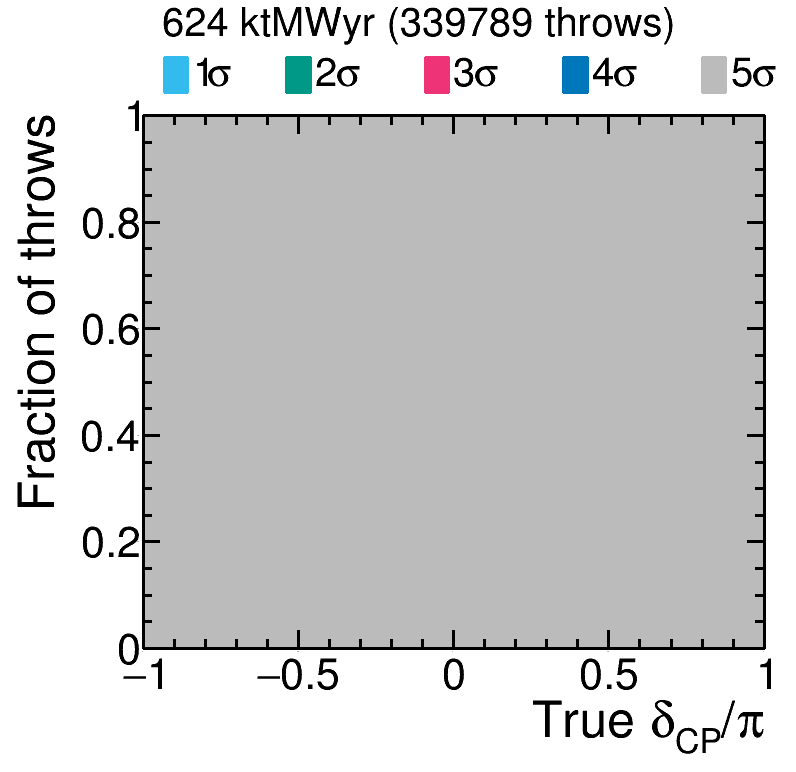 624 ktMWyr (339789 throws)
1σ 2σ 3σ 4σ 5σ
Fraction of throws
1
0.8
0.6
0.4
0.2
0
−1 −0.5 0 0.5 1
True δCP/π